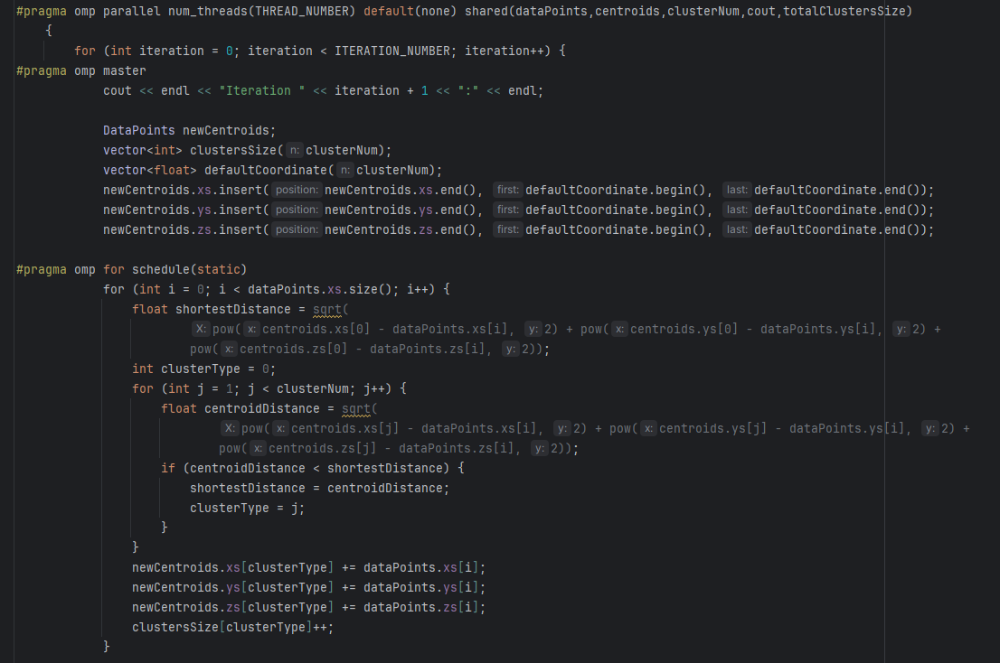 #pragma omp parallel num_threads(THREAD_NUMBER) default(none) shared(dataPoints,centroids,clusterNum,cout,totalClustersSize)
{
for (int iteration = 0; iteration < ITERATION_NUMBER; iteration++) {
#pragma omp master
cout << endl << "Iteration " << iteration + 1 << ":" << endl;
DataPoints newCentroids;
vector<int> clustersSize( n: clusterNum);
vector<float> defaultCoordinate( n: clusterNum);
newCentroids.xs.insert( position: newCentroids.xs.end(), first: defaultCoordinate.begin(), last: defaultCoordinate.end());
newCentroids.ys.insert( position: newCentroids.ys.end(), first: defaultCoordinate.begin(), last: defaultCoordinate.end());
newCentroids.zs.insert( position: newCentroids.zs.end(), first: defaultCoordinate.begin(), last: defaultCoordinate.end());
#pragma omp for schedule(static)
for (int i = 0; i < dataPoints.xs.size(); i++) {
float shortestDistance = sqrt(
X: pow( x: centroids.xs[0] - dataPoints.xs[i], y: 2) + pow( x: centroids.ys[0] - dataPoints.ys[i], y: 2) +
pow( x: centroids.zs[0] - dataPoints.zs[i], y: 2));
int clusterType = 0;
for (int j = 1; j < clusterNum; j++) {
float centroidDistance = sqrt(
X: pow( x: centroids.xs[j] - dataPoints.xs[i], y: 2) + pow( x: centroids.ys[j] - dataPoints.ys[i], y: 2) +
pow( x: centroids.zs[j] - dataPoints.zs[i], y: 2));
if (centroidDistance < shortestDistance) {
shortestDistance = centroidDistance;
clusterType = j;
}
}
newCentroids.xs[clusterType] += dataPoints.xs[i];
newCentroids.ys[clusterType] += dataPoints.ys[i];
newCentroids.zs[clusterType] += dataPoints.zs[i];
clustersSize[clusterType]++;
}